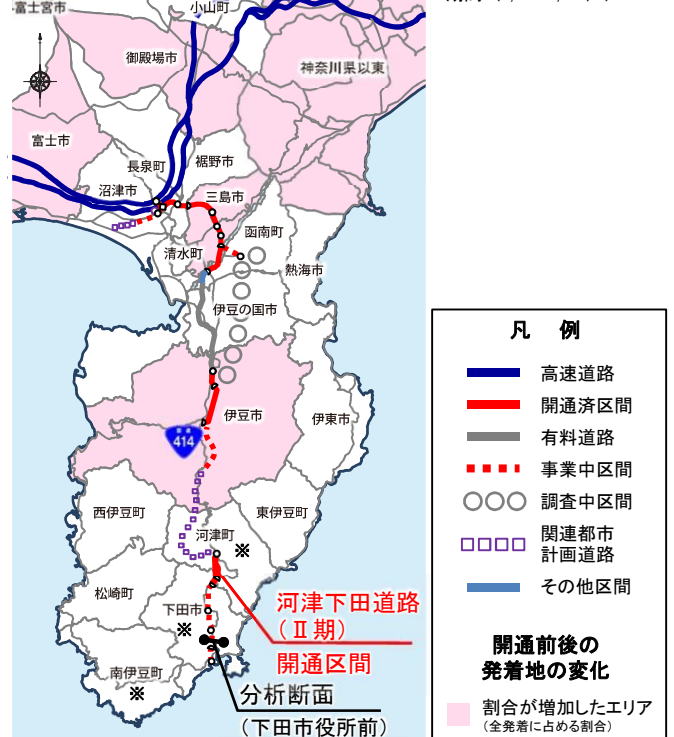 富士宮市
小山町
御殿場市
神奈川県以東
富士市
長泉町
裾野市
沼津市
三島市
函南町
清水町
熱海市
伊豆の国市
伊豆市
伊東市
414
西伊豆町
東伊豆町
河津町
※
松崎町
下田市
※
河津下田道路
(Ⅱ期)
開通区間
南伊豆町
※
分析断面
(下田市役所前)
凡 例
高速道路
開通済区間
有料道路
事業中区間
調査中区間
関連都市
計画道路
その他区間
開通前後の
発着地の変化
割合が増加したエリア
(全発着に占める割合)